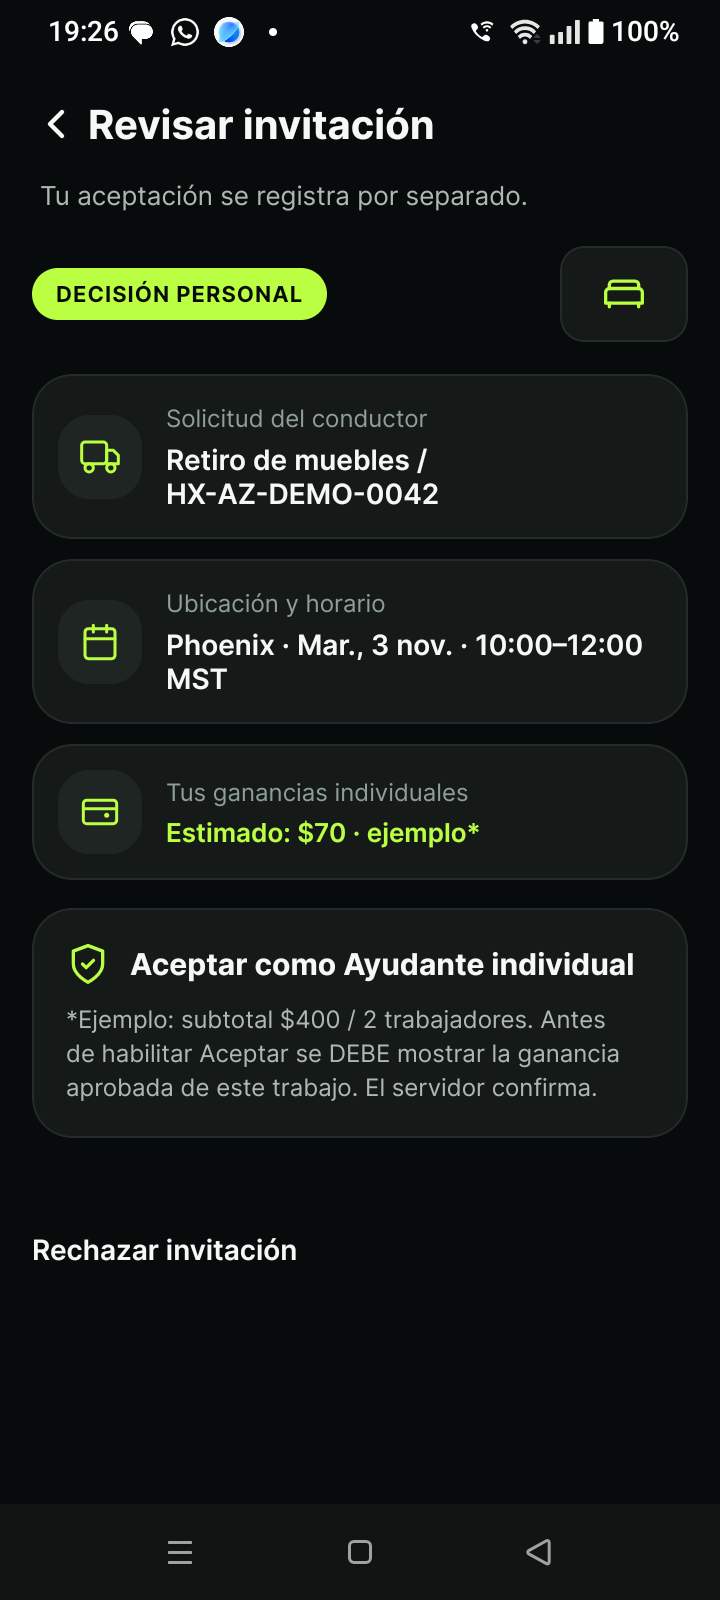 19:26
100%
Revisar invitación
Tu aceptación se registra por separado.
DECISIÓN PERSONAL
Solicitud del conductor
Retiro de muebles /
HX-AZ-DEMO-0042
Ubicación y horario
Phoenix · Mar., 3 nov. · 10:00–12:00
MST
Tus ganancias individuales
Estimado: $70 · ejemplo*
Aceptar como Ayudante individual
*Ejemplo: subtotal $400 / 2 trabajadores. Antes
de habilitar Aceptar se DEBE mostrar la ganancia
aprobada de este trabajo. El servidor confirma.
Rechazar invitación